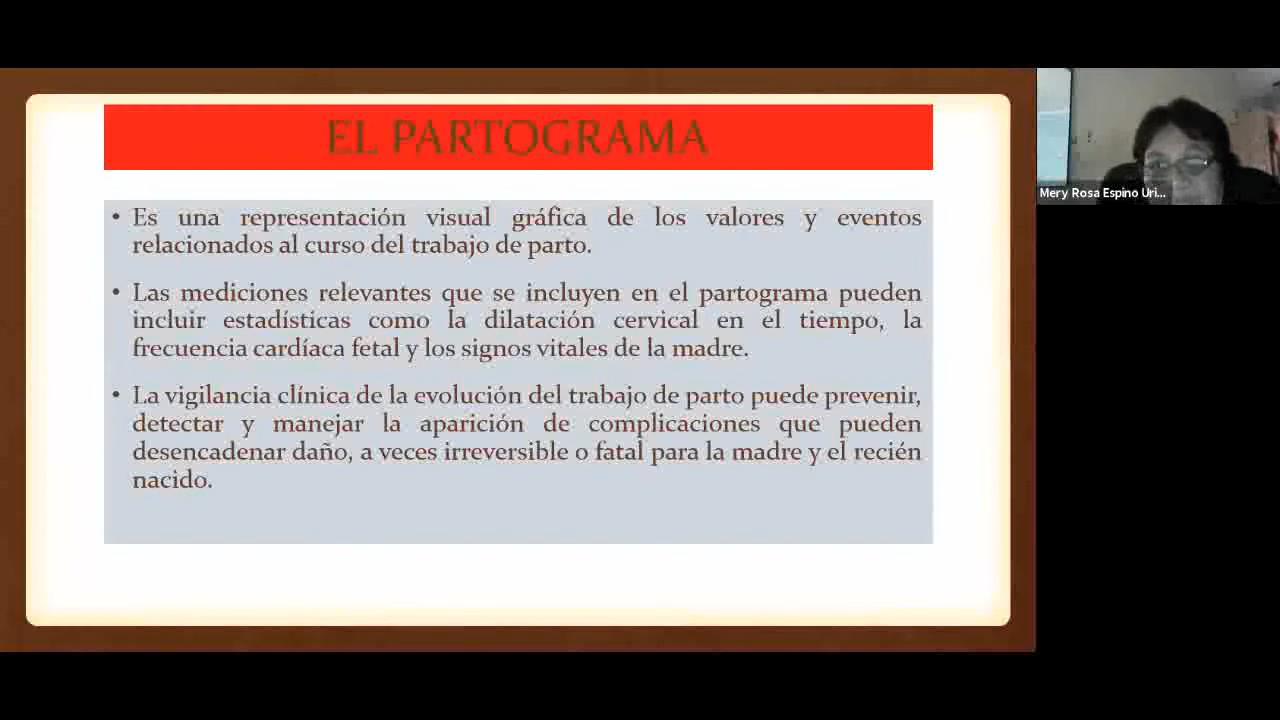 EL PARTOGRAMA
• Es una representación visual gráfica de los valores y eventos
relacionados al curso del trabajo de parto.
• Las mediciones relevantes que se incluyen en el partograma pueden
incluir estadísticas como la dilatación cervical en el tiempo, la
frecuencia cardíaca fetal y los signos vitales de la madre.
• La vigilancia clínica de la evolución del trabajo de parto puede prevenir,
detectar y manejar la aparición de complicaciones que pueden
desencadenar daño, a veces irreversible o fatal para la madre y el recién
nacido.
Mery Rosa Espino Uri...